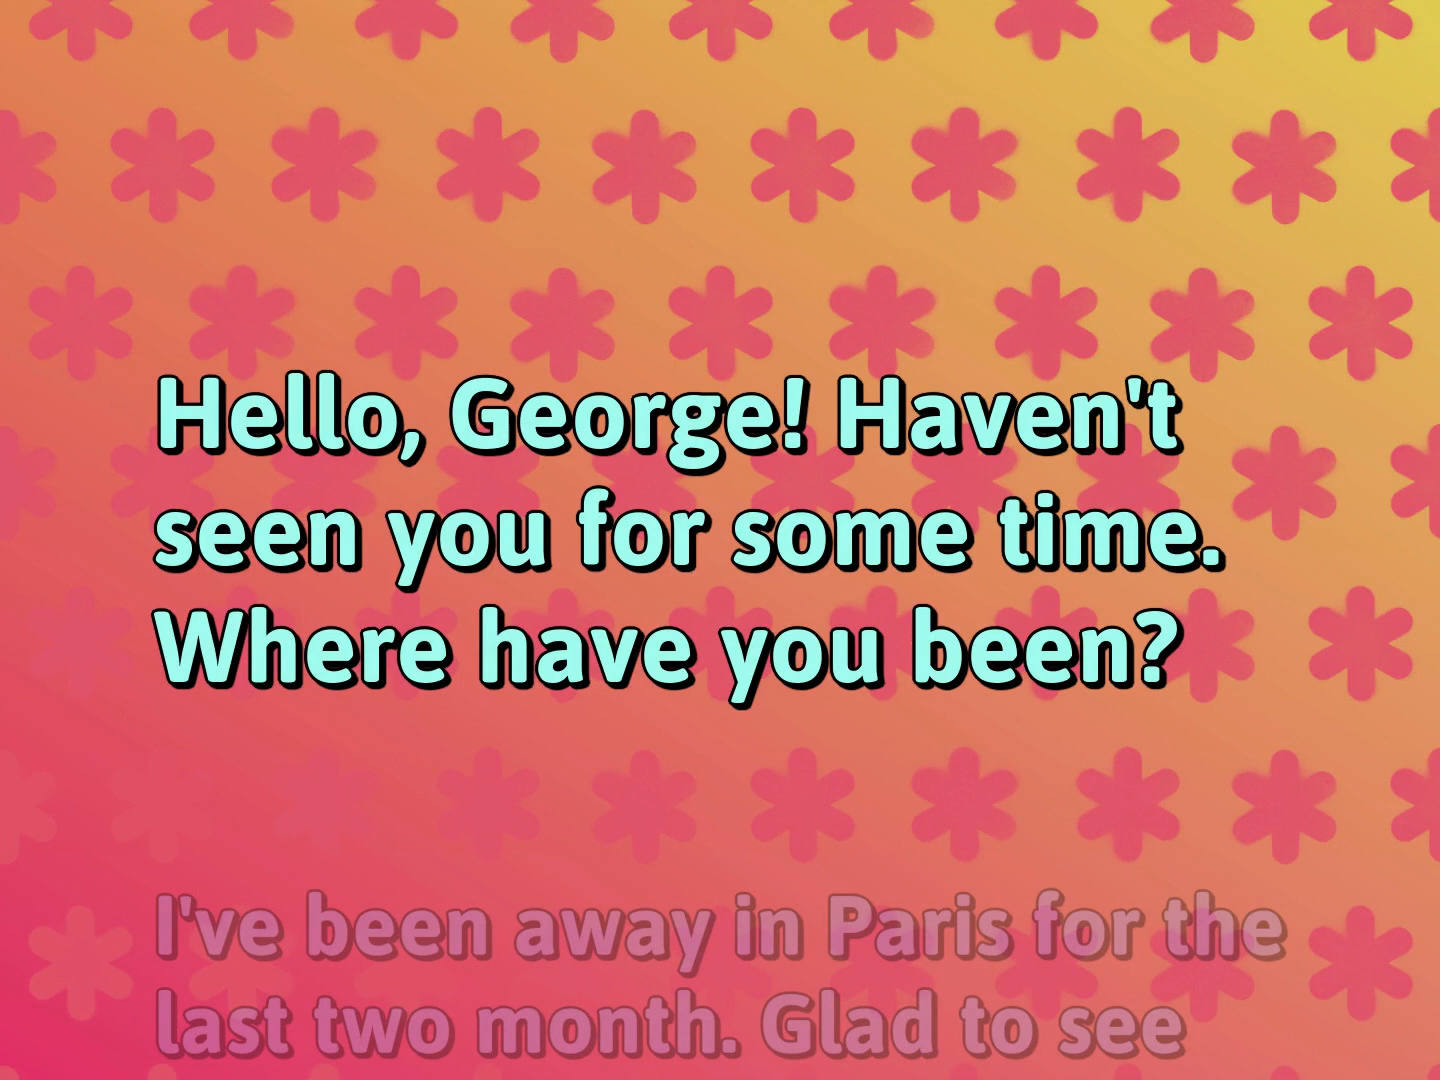 Hello, George! Haven't
seen you for some time.
Where have you been?
I've been away in Paris for the
last two month. Glad to see